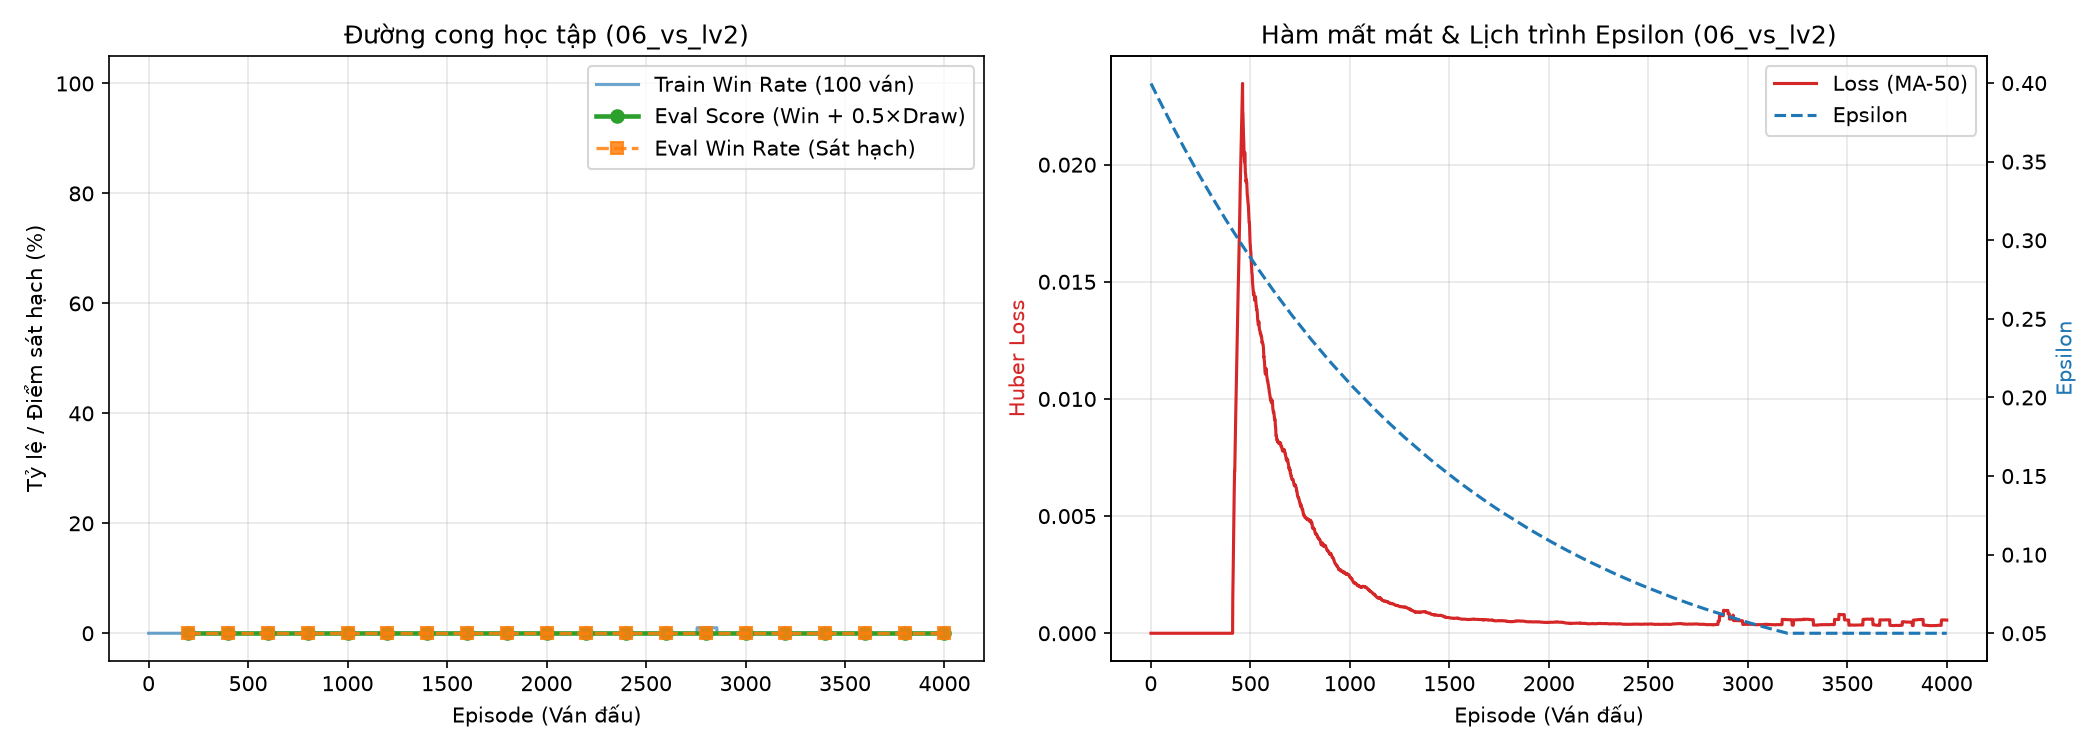 Đường cong học tập (06_vs_lv2)
Train Win Rate (100 ván)
Eval Score (Win + 0.5×Draw)
Eval Win Rate (Sát hạch)
Tỷ lệ / Điểm sát hạch (%)
100
80
60
40
20
0
0 500 1000 1500 2000 2500 3000 3500 4000
Episode (Ván đấu)
Hàm mất mát & Lịch trình Epsilon (06_vs_lv2)
Loss (MA-50)
Epsilon
Huber Loss
0.020
0.015
0.010
0.005
0.000
0.40
0.35
0.30
0.25
0.20
0.15
0.10
0.05
Epsilon
0 500 1000 1500 2000 2500 3000 3500 4000
Episode (Ván đấu)